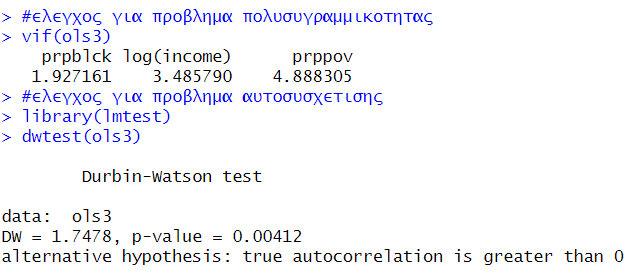 > #ελεγχος για προβλημα πολυσυγραμμικοτητας
> vif(ols3)
prpblck log(income) prppov
1.927161 3.485790 4.888305
> #ελεγχος για προβλημα αυτοσυσχετισης
> library(lmtest)
> dwtest(ols3)
Durbin-Watson test
data: ols3
DW = 1.7478, p-value = 0.00412
alternative hypothesis: true autocorrelation is greater than 0